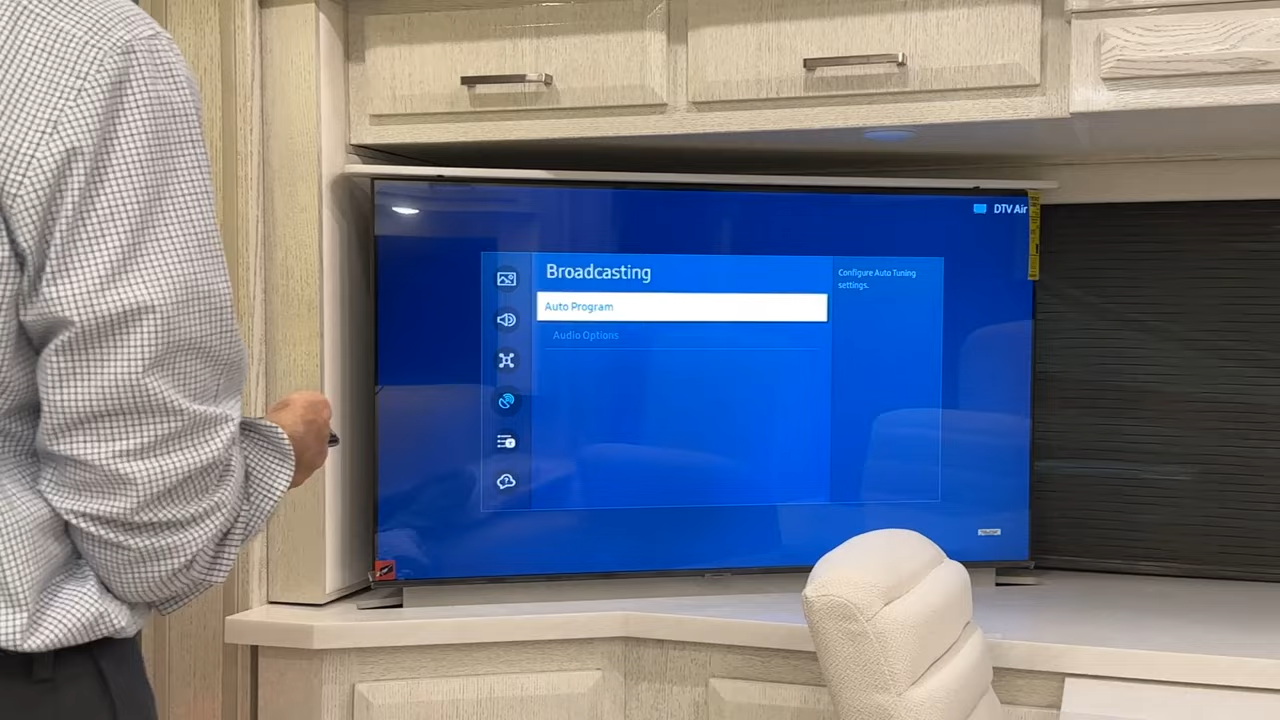 DTV Air
Broadcasting
Auto Program
Audio Options
Configure Auto Tuning
settings.